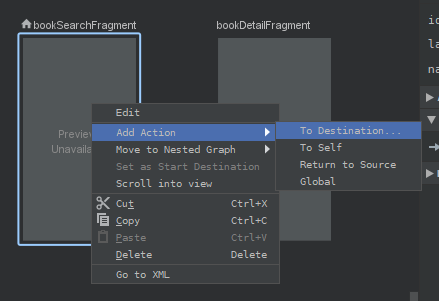 bookSearchFragment
bookDetailFragment
Preview
Unavail
Edit
Add Action
Move to Nested Graph
Set as Start Destination
Scroll into view
Cut Ctrl+X
Copy Ctrl+C
Paste Ctrl+V
Delete Delete
Go to XML
To Destination...
To Self
Return to Source
Global
id
la
na